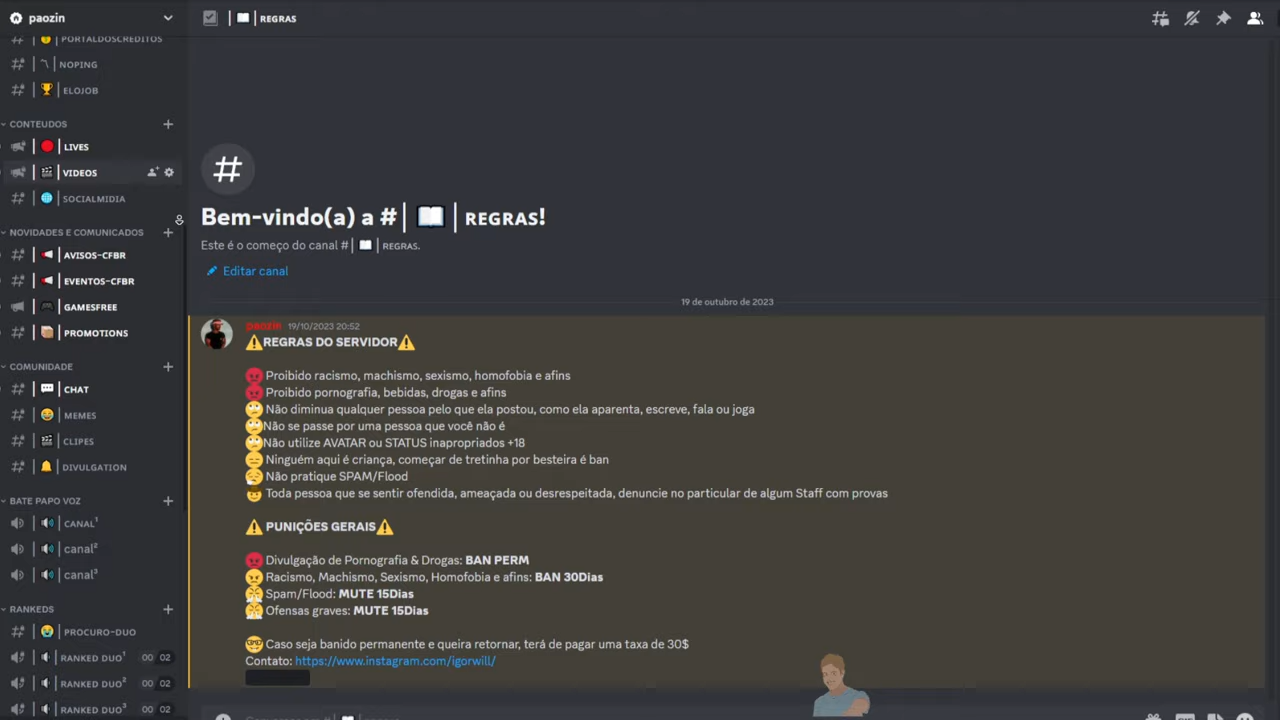 paozin
REGRAS
PORTALDOSCREDITOS
NOPING
ELOJOB
CONTEUDOS
LIVES
VIDEOS
SOCIALMIDIA
NOVIDADES E COMUNICADOS
AVISOS-CFBR
EVENTOS-CFBR
GAMESFREE
PROMOTIONS
COMUNIDADE
CHAT
MEMES
CLIPES
DIVULGATION
BATE PAPO VOZ
CANAL¹
canal²
canal³
RANKEDS
PROCURO-DUO
RANKED DUO¹ 00 02
RANKED DUO² 00 02
RANKED DUO³ 00 02
Bem-vindo(a) a # | 📖 | REGRAS!
Este é o começo do canal # | 📖 | REGRAS.
Editar canal
19 de outubro de 2023
paozin 19/10/2023 20:52
⚠️REGRAS DO SERVIDOR⚠️
Proibido racismo, machismo, sexismo, homofobia e afins
Proibido pornografia, bebidas, drogas e afins
Não diminua qualquer pessoa pelo que ela postou, como ela aparenta, escreve, fala ou joga
Não se passe por uma pessoa que você não é
Não utilize AVATAR ou STATUS inapropriados +18
Ninguém aqui é criança, começar de tretinha por besteira é ban
Não pratique SPAM/Flood
Toda pessoa que se sentir ofendida, ameaçada ou desrespeitada, denuncie no particular de algum Staff com provas
⚠️ PUNIÇÕES GERAIS⚠️
Divulgação de Pornografia & Drogas: BAN PERM
Racismo, Machismo, Sexismo, Homofobia e afins: BAN 30Dias
Spam/Flood: MUTE 15Dias
Ofensas graves: MUTE 15Dias
Caso seja banido permanente e queira retornar, terá de pagar uma taxa de 30$
Contato: https://www.instagram.com/igorwill/